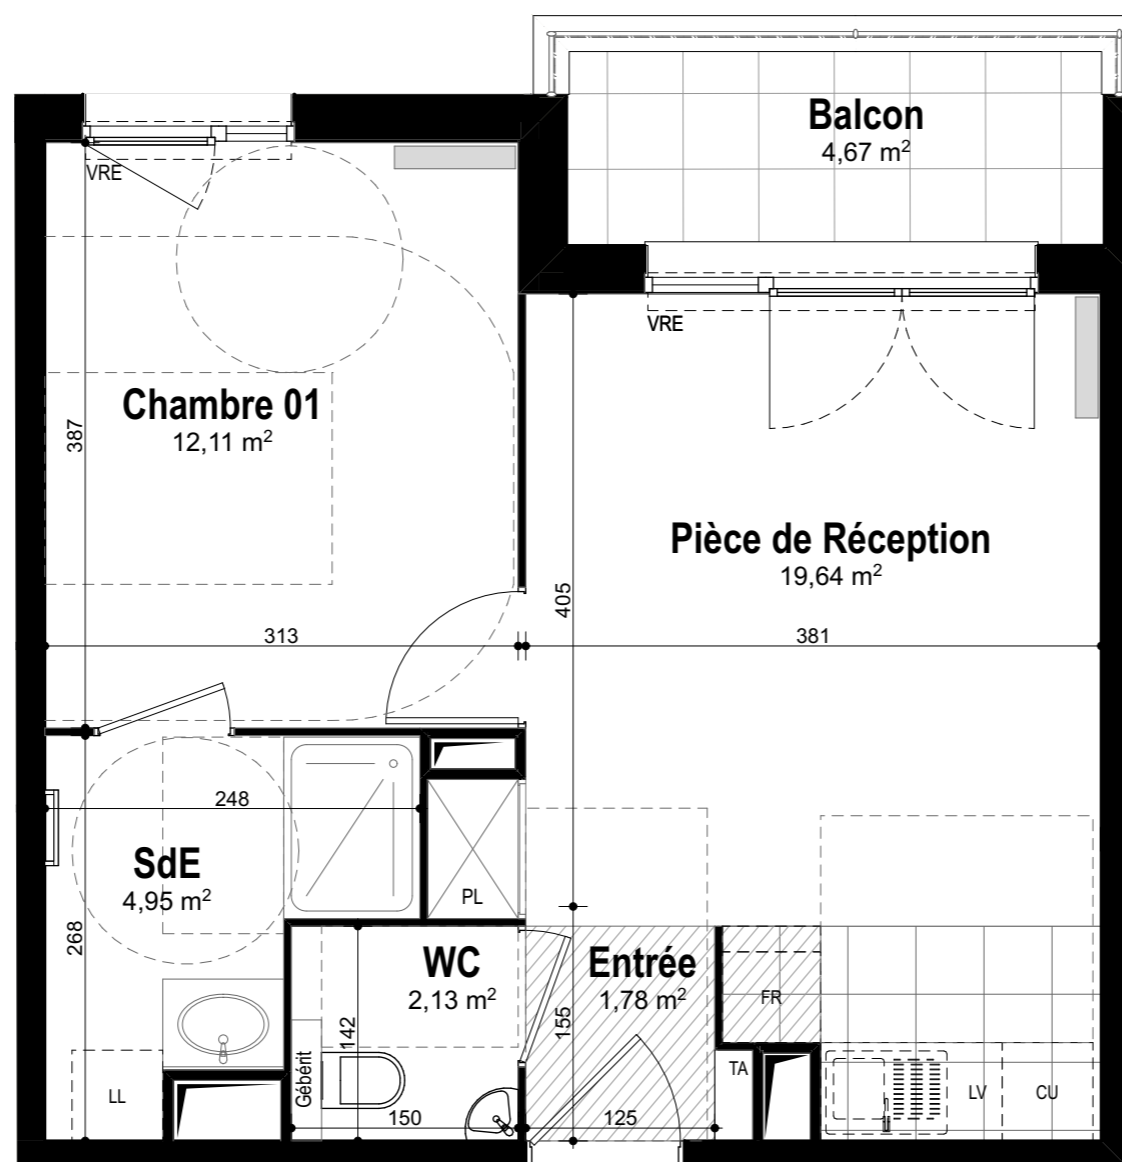 Balcon
4,67 m²
VRE
VRE
Chambre 01
12,11 m²
387
Pièce de Réception
19,64 m²
405
313
381
248
SdE
4,95 m²
268
PL
WC
2,13 m²
Entrée
1,78 m²
FR
142
155
Gébérit
TA
LL
LV
CU
150
125